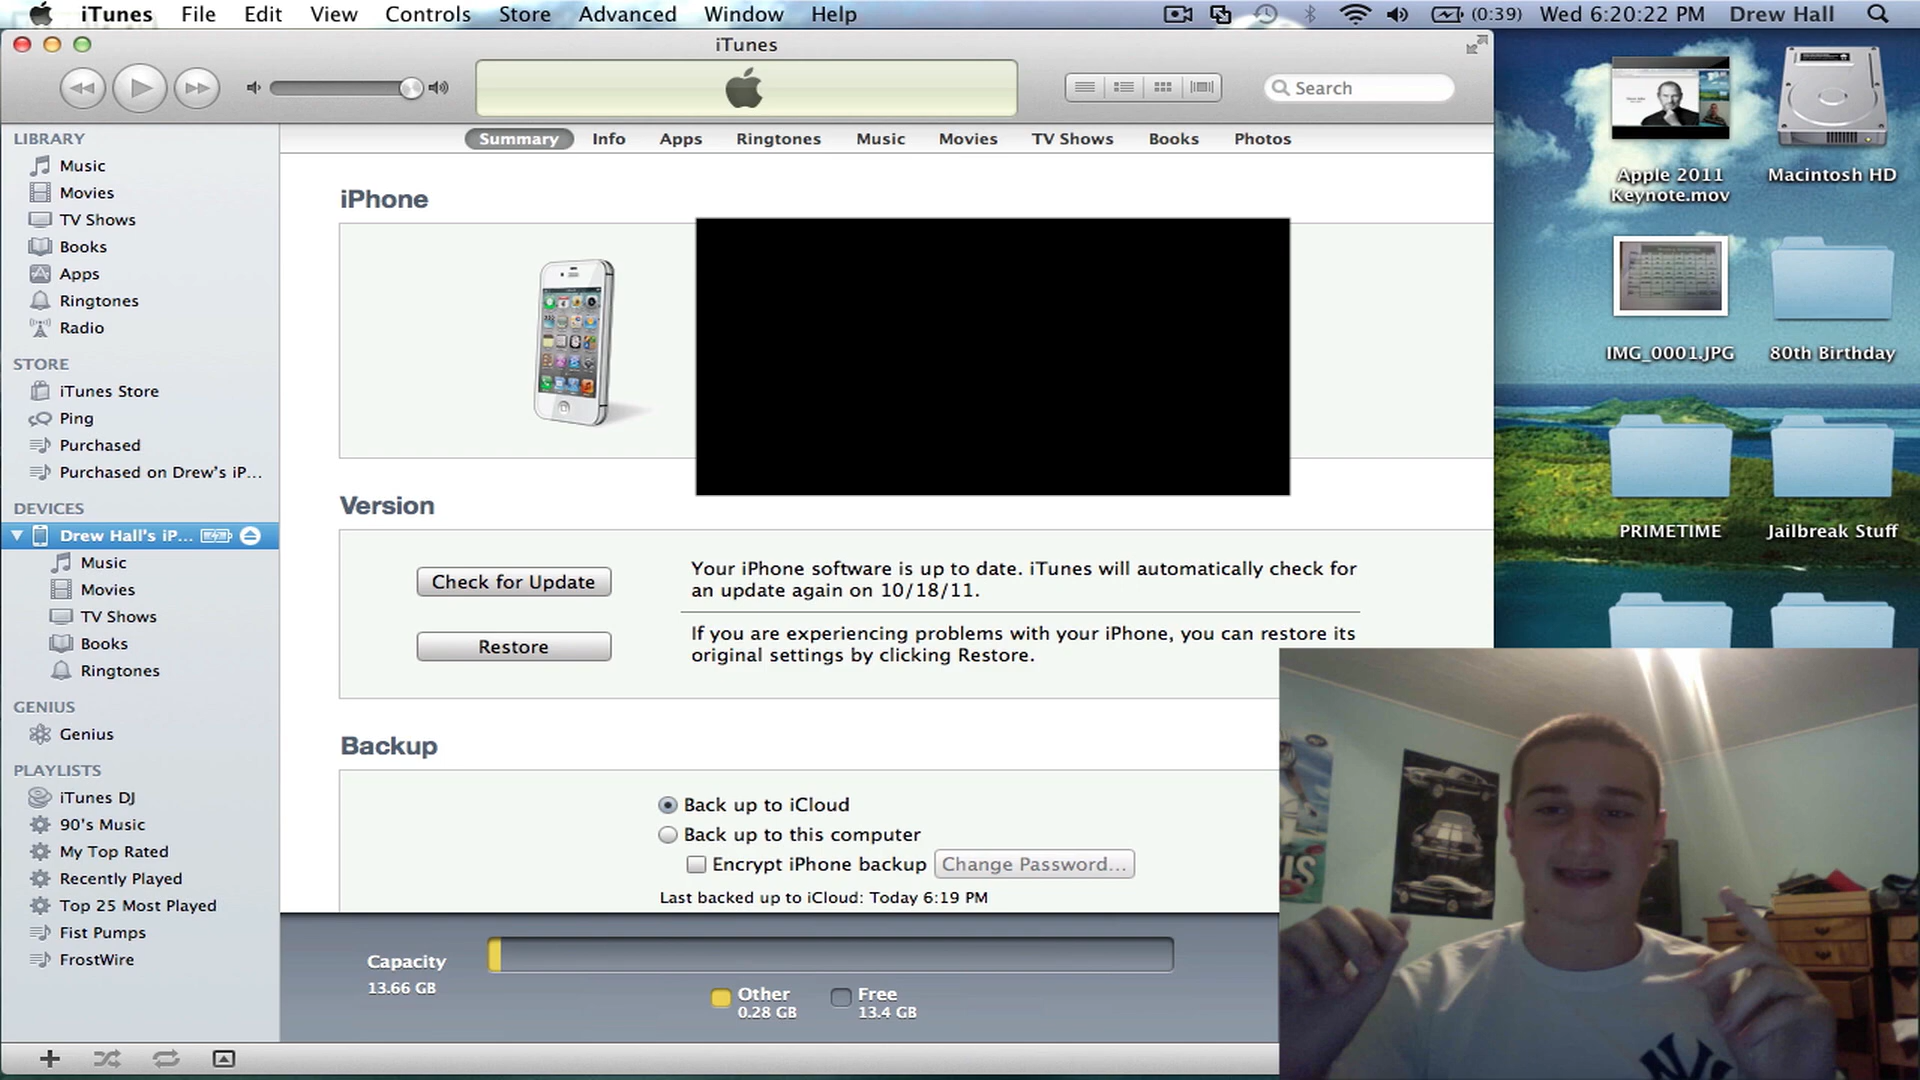 iTunes File Edit View Controls Store Advanced Window Help (0:39) Wed 6:20:22 PM Drew Hall
iTunes
Search
LIBRARY
Music
Movies
TV Shows
Books
Apps
Ringtones
Radio
STORE
iTunes Store
Ping
Purchased
Purchased on Drew's iP...
DEVICES
Drew Hall's iP...
Music
Movies
TV Shows
Books
Ringtones
GENIUS
Genius
PLAYLISTS
iTunes DJ
90's Music
My Top Rated
Recently Played
Top 25 Most Played
Fist Pumps
FrostWire
Summary Info Apps Ringtones Music Movies TV Shows Books Photos
iPhone
Version
Check for Update
Your iPhone software is up to date. iTunes will automatically check for
an update again on 10/18/11.
Restore
If you are experiencing problems with your iPhone, you can restore its
original settings by clicking Restore.
Backup
Back up to iCloud
Back up to this computer
Encrypt iPhone backup Change Password...
Last backed up to iCloud: Today 6:19 PM
Capacity
13.66 GB
Other
0.28 GB
Free
13.4 GB
Apple 2011
Keynote.mov
Macintosh HD
IMG_0001.JPG
80th Birthday
PRIMETIME
Jailbreak Stuff